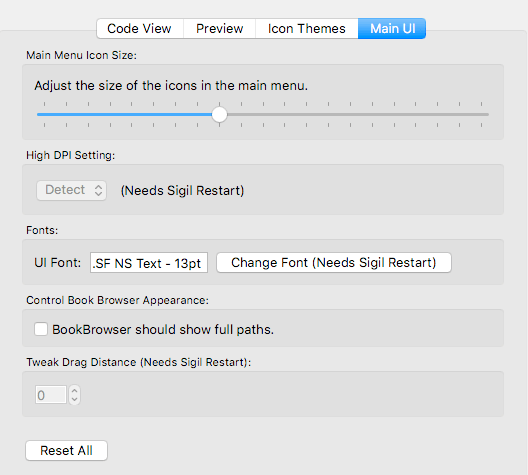 Code View Preview Icon Themes Main UI
Main Menu Icon Size:
Adjust the size of the icons in the main menu.
High DPI Setting:
Detect (Needs Sigil Restart)
Fonts:
UI Font: .SF NS Text - 13pt Change Font (Needs Sigil Restart)
Control Book Browser Appearance:
BookBrowser should show full paths.
Tweak Drag Distance (Needs Sigil Restart):
0
Reset All